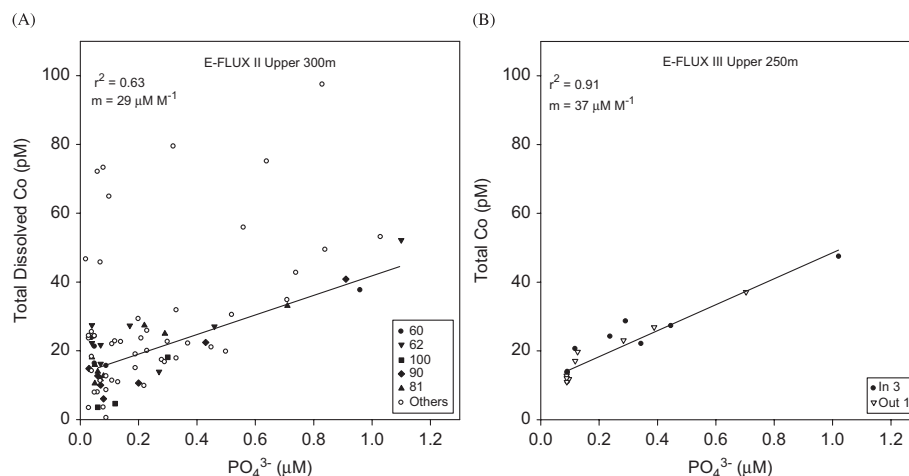 (A)
E-FLUX II Upper 300m
r² = 0.63
m = 29 μM M⁻¹
Total Dissolved Co (pM)
100
80
60
40
20
0
0.0 0.2 0.4 0.6 0.8 1.0 1.2
PO₄³⁻ (μM)
60
62
100
90
81
Others
(B)
E-FLUX III Upper 250m
r² = 0.91
m = 37 μM M⁻¹
Total Co (pM)
100
80
60
40
20
0
0.0 0.2 0.4 0.6 0.8 1.0 1.2
PO₄³⁻ (μM)
In 3
Out 1